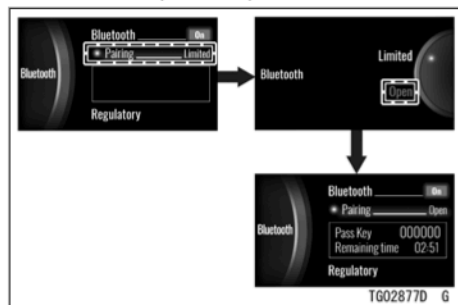 Bluetooth On
Pairing Limited
Bluetooth
Regulatory
Limited
Bluetooth
Open
Bluetooth On
Pairing Open
Bluetooth
Pass Key 000000
Remaining time 02:51
Regulatory
TG02877D G